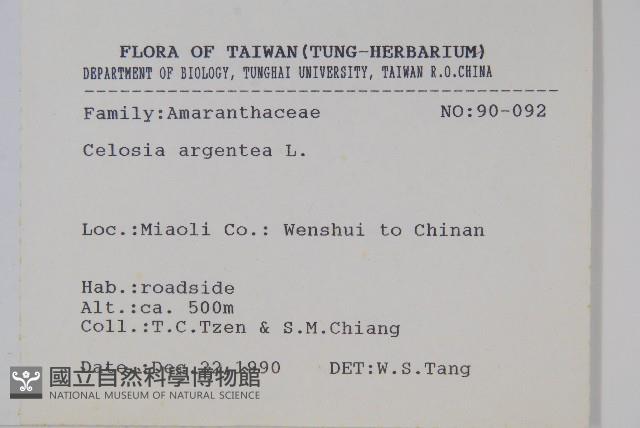 FLORA OF TAIWAN(TUNG-HERBARIUM)
DEPARTMENT OF BIOLOGY, TUNGHAI UNIVERSITY, TAIWAN R.O.CHINA
Family:Amaranthaceae NO:90-092
Celosia argentea L.
Loc.:Miaoli Co.: Wenshui to Chinan
Hab.:roadside
Alt.:ca. 500m
Coll.:T.C.Tzen & S.M.Chiang
Date.:Dec.22,1990 DET:W.S.Tang
國立自然科學博物館
NATIONAL MUSEUM OF NATURAL SCIENCE